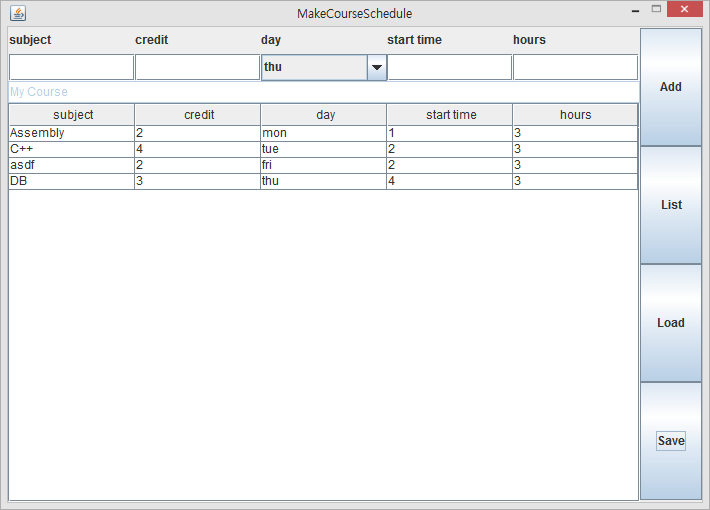 MakeCourseSchedule
subject credit day start time hours
thu
My Course
subject credit day start time hours
Assembly 2 mon 1 3
C++ 4 tue 2 3
asdf 2 fri 2 3
DB 3 thu 4 3
Add
List
Load
Save